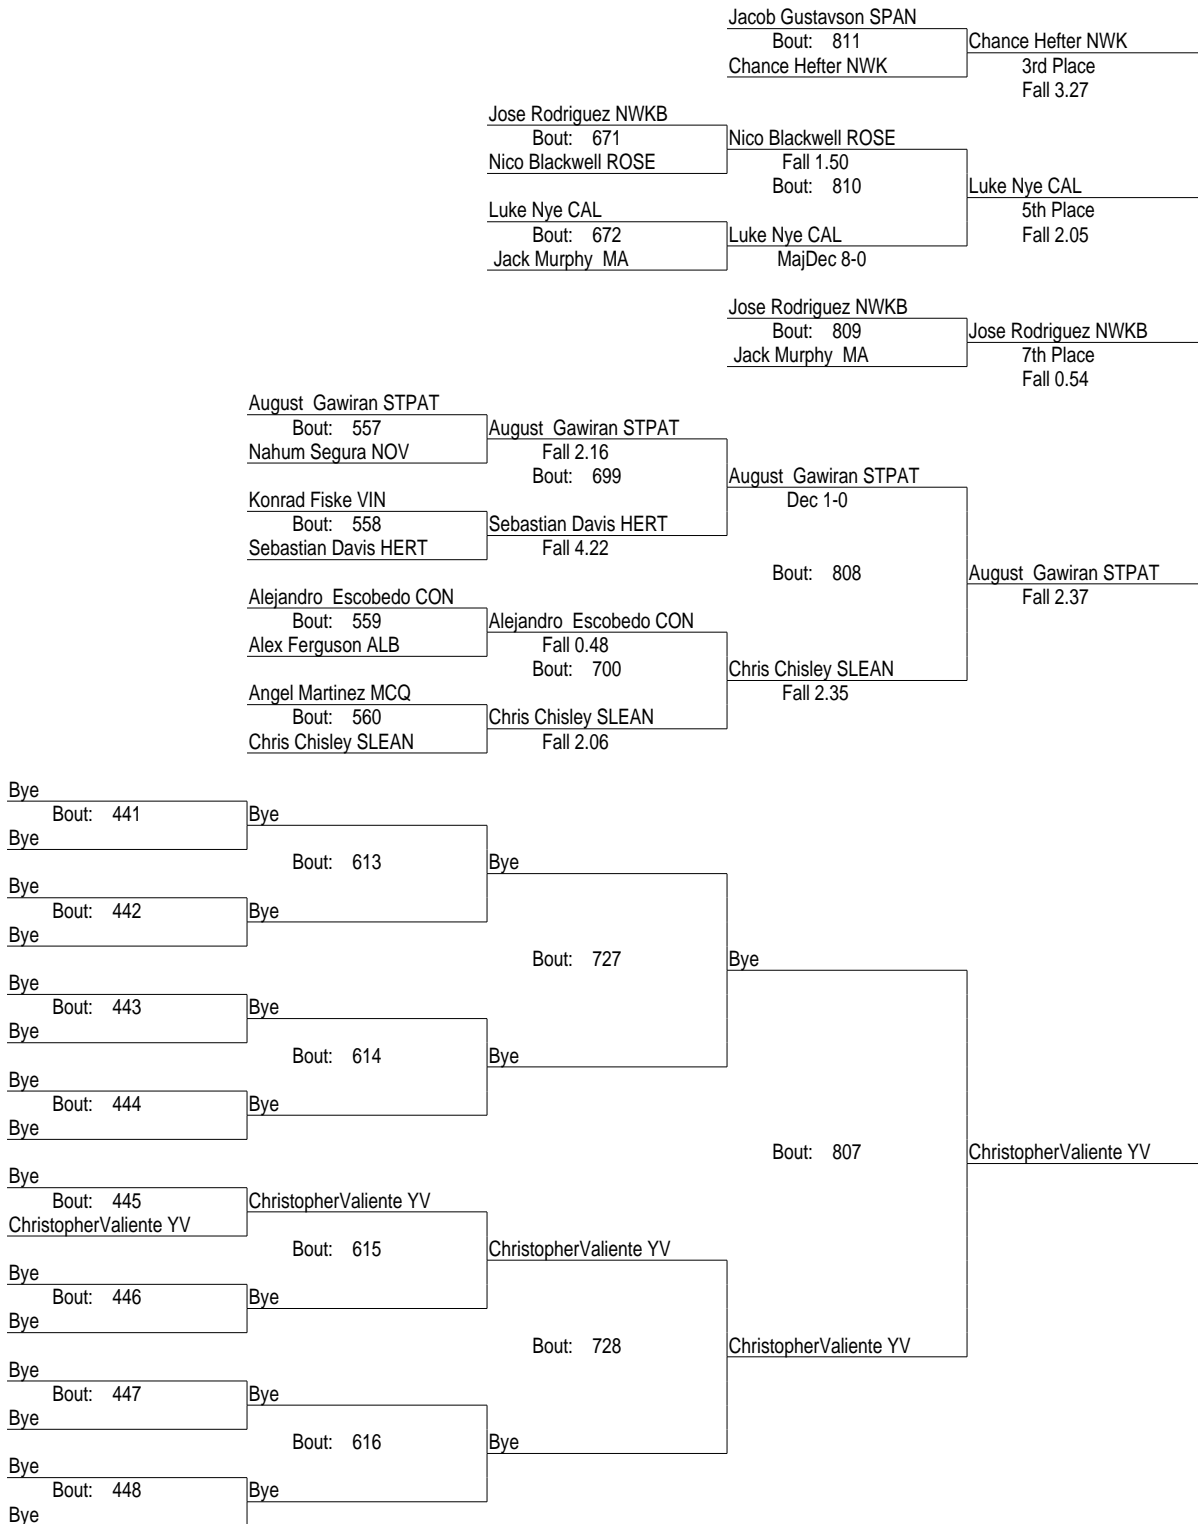 Jacob Gustavson SPAN
Bout: 811
Chance Hefter NWK
Chance Hefter NWK
3rd Place
Fall 3.27
Jose Rodriguez NWKB
Bout: 671
Nico Blackwell ROSE
Nico Blackwell ROSE
Fall 1.50
Bout: 810
Luke Nye CAL
5th Place
Fall 2.05
Luke Nye CAL
Bout: 672
Jack Murphy MA
Luke Nye CAL
MajDec 8-0
Jose Rodriguez NWKB
Bout: 809
Jack Murphy MA
Jose Rodriguez NWKB
7th Place
Fall 0.54
August Gawiran STPAT
Bout: 557
Nahum Segura NOV
August Gawiran STPAT
Fall 2.16
Bout: 699
August Gawiran STPAT
Dec 1-0
Konrad Fiske VIN
Bout: 558
Sebastian Davis HERT
Sebastian Davis HERT
Fall 4.22
Bout: 808
August Gawiran STPAT
Fall 2.37
Alejandro Escobedo CON
Bout: 559
Alex Ferguson ALB
Alejandro Escobedo CON
Fall 0.48
Bout: 700
Chris Chisley SLEAN
Fall 2.35
Angel Martinez MCQ
Bout: 560
Chris Chisley SLEAN
Chris Chisley SLEAN
Fall 2.06
Bye
Bout: 441
Bye
Bye
Bout: 613
Bye
Bye
Bout: 442
Bye
Bye
Bout: 727
Bye
Bye
Bout: 443
Bye
Bye
Bout: 614
Bye
Bye
Bout: 444
Bye
Bye
Bout: 807
ChristopherValiente YV
Bye
Bout: 445
ChristopherValiente YV
ChristopherValiente YV
Bout: 615
ChristopherValiente YV
Bye
Bout: 446
Bye
Bye
Bout: 728
ChristopherValiente YV
Bye
Bout: 447
Bye
Bye
Bout: 616
Bye
Bye
Bout: 448
Bye
Bye